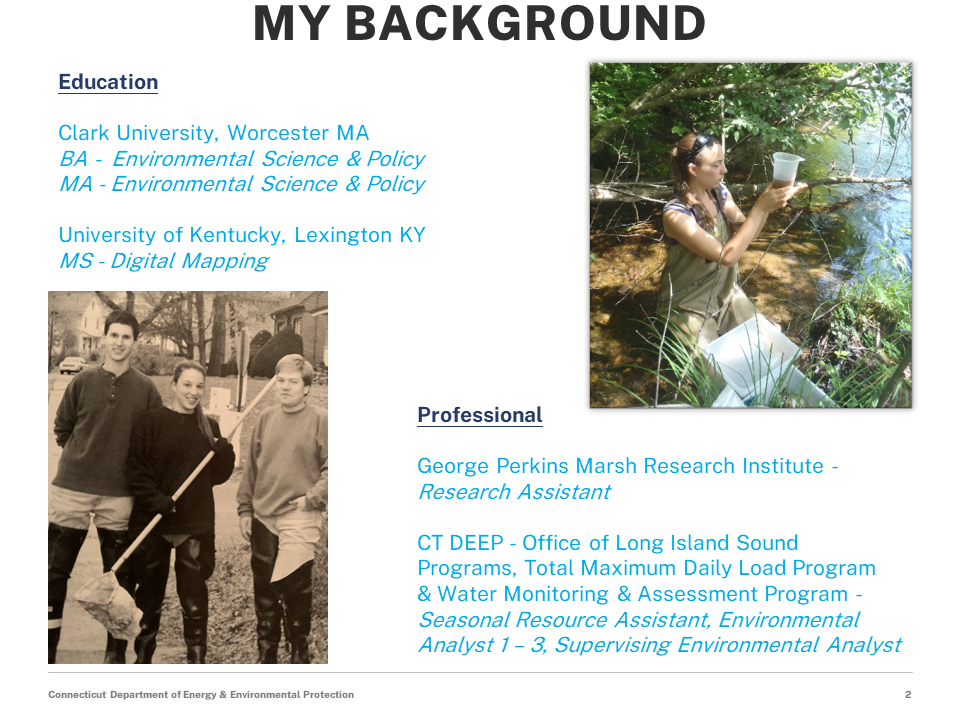 MY BACKGROUND
Education
Clark University, Worcester MA
BA - Environmental Science & Policy
MA - Environmental Science & Policy
University of Kentucky, Lexington KY
MS - Digital Mapping
Professional
George Perkins Marsh Research Institute -
Research Assistant
CT DEEP - Office of Long Island Sound
Programs, Total Maximum Daily Load Program
& Water Monitoring & Assessment Program -
Seasonal Resource Assistant, Environmental
Analyst 1 – 3, Supervising Environmental Analyst
Connecticut Department of Energy & Environmental Protection
2